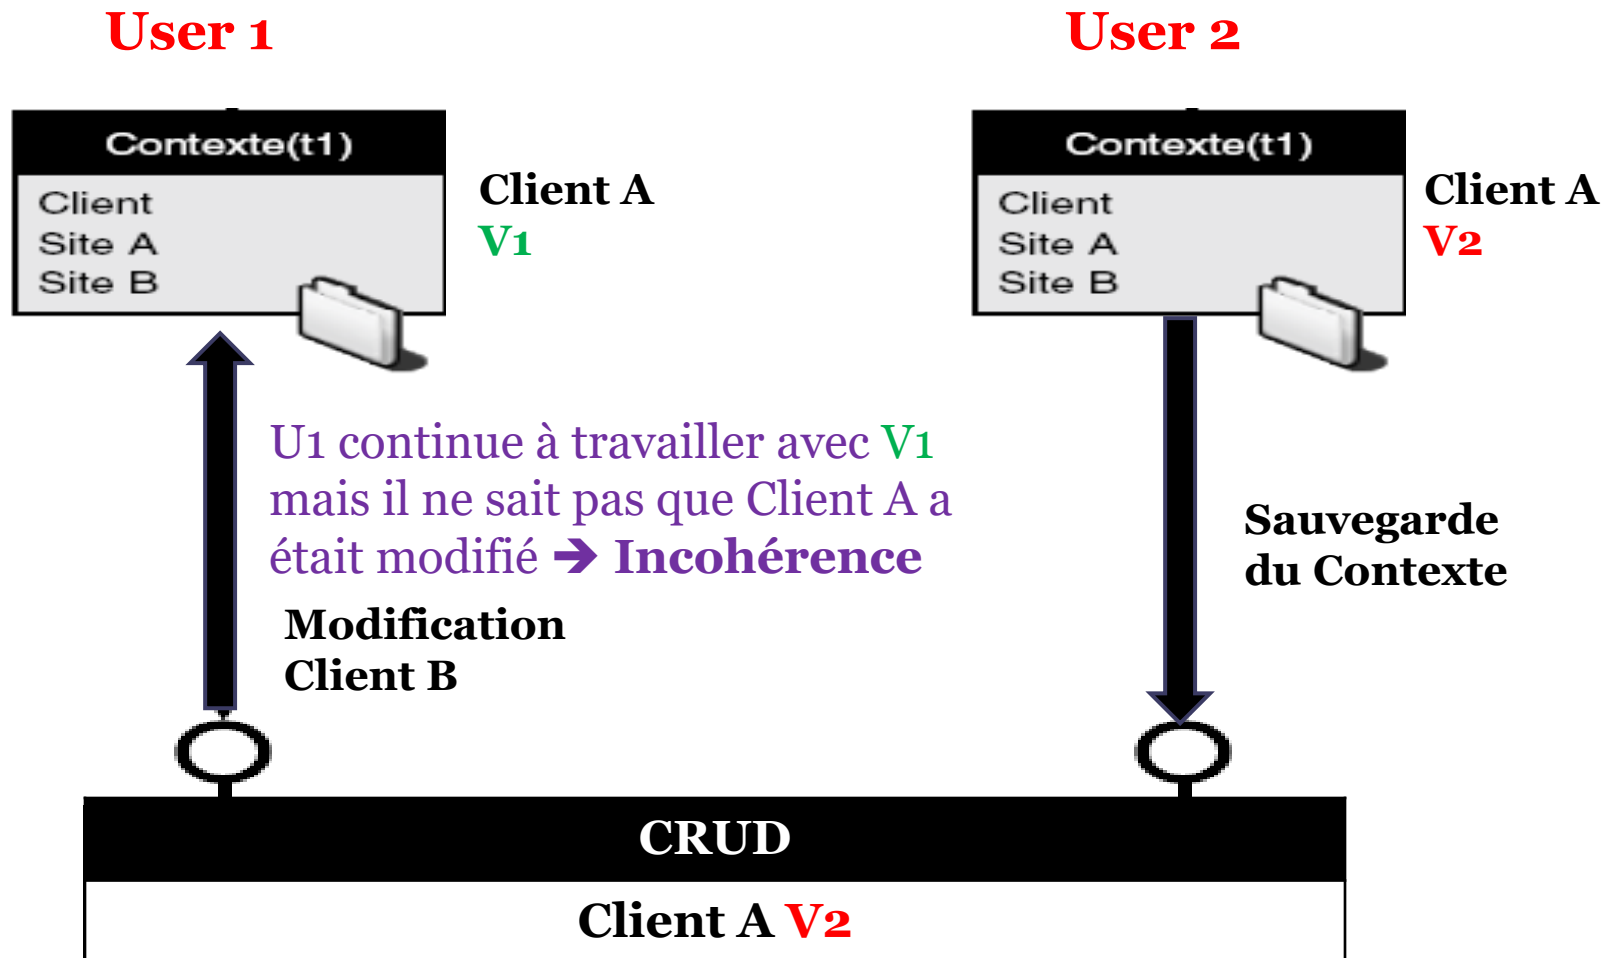 User 1
Contexte(t1)
Client
Site A
Site B
Client A
V1
User 2
Contexte(t1)
Client
Site A
Site B
Client A
V2
U1 continue à travailler avec V1
mais il ne sait pas que Client A a
était modifié ➔ Incohérence
Modification
Client B
Sauvegarde
du Contexte
CRUD
Client A V2